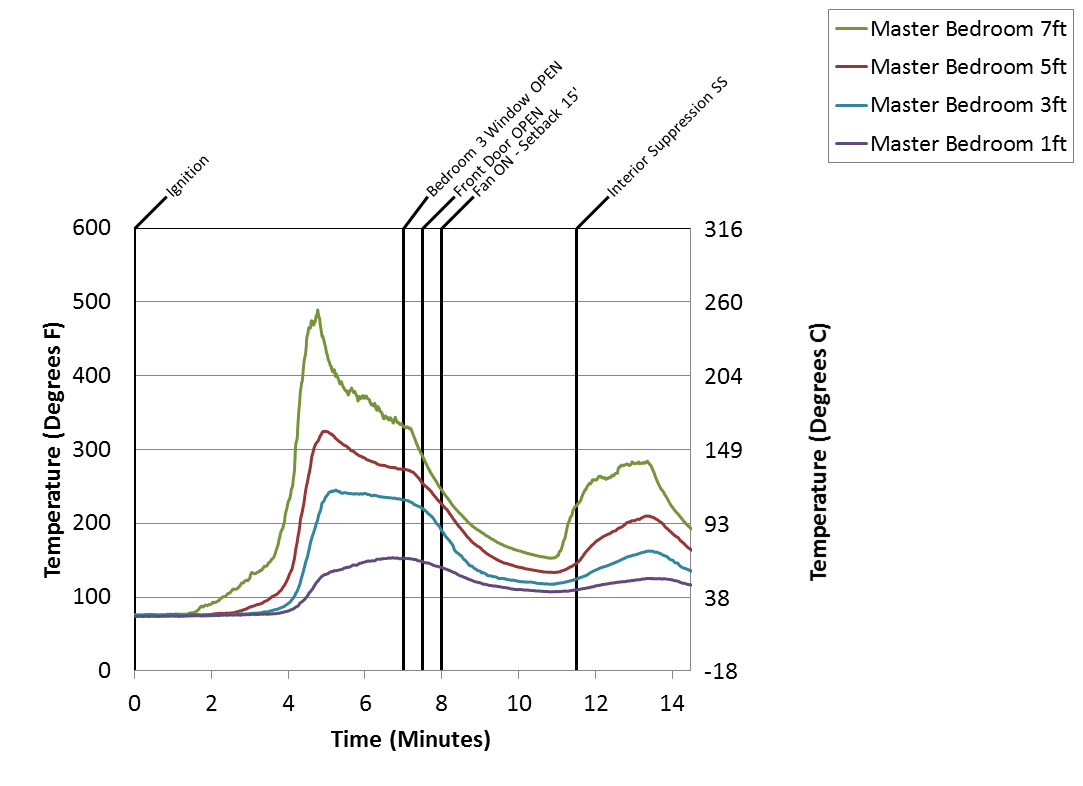 Master Bedroom 7ft
Master Bedroom 5ft
Master Bedroom 3ft
Master Bedroom 1ft
Ignition
Bedroom 3 Window OPEN
Front Door OPEN
Fan ON - Setback 15'
Interior Suppression SS
600
500
400
300
200
100
0
Temperature (Degrees F)
316
260
204
149
93
38
-18
Temperature (Degrees C)
0 2 4 6 8 10 12 14
Time (Minutes)